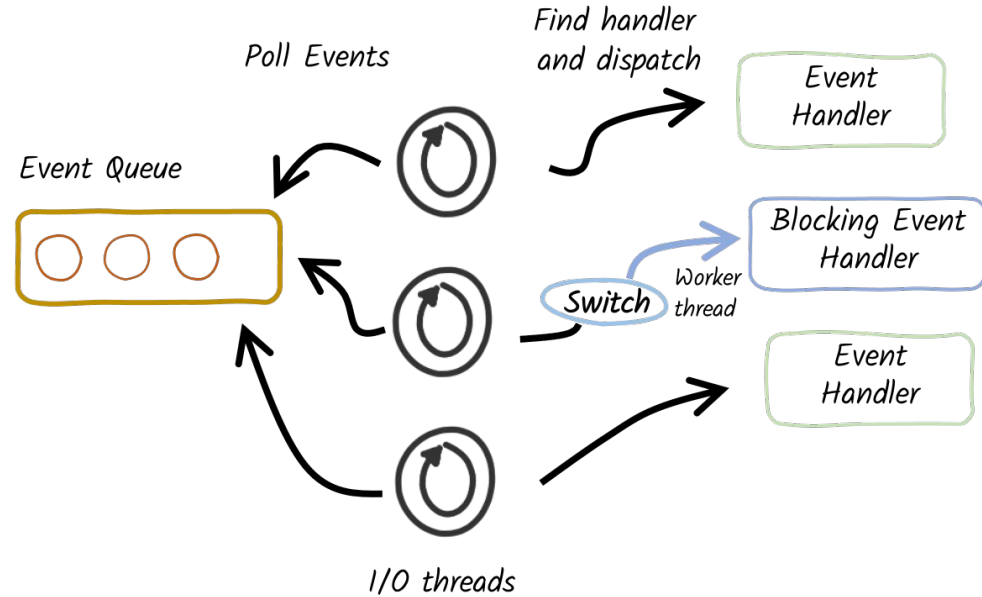 Poll Events
Find handler
and dispatch
Event
Handler
Event Queue
Blocking Event
Handler
Switch
Worker
thread
Event
Handler
I/O threads